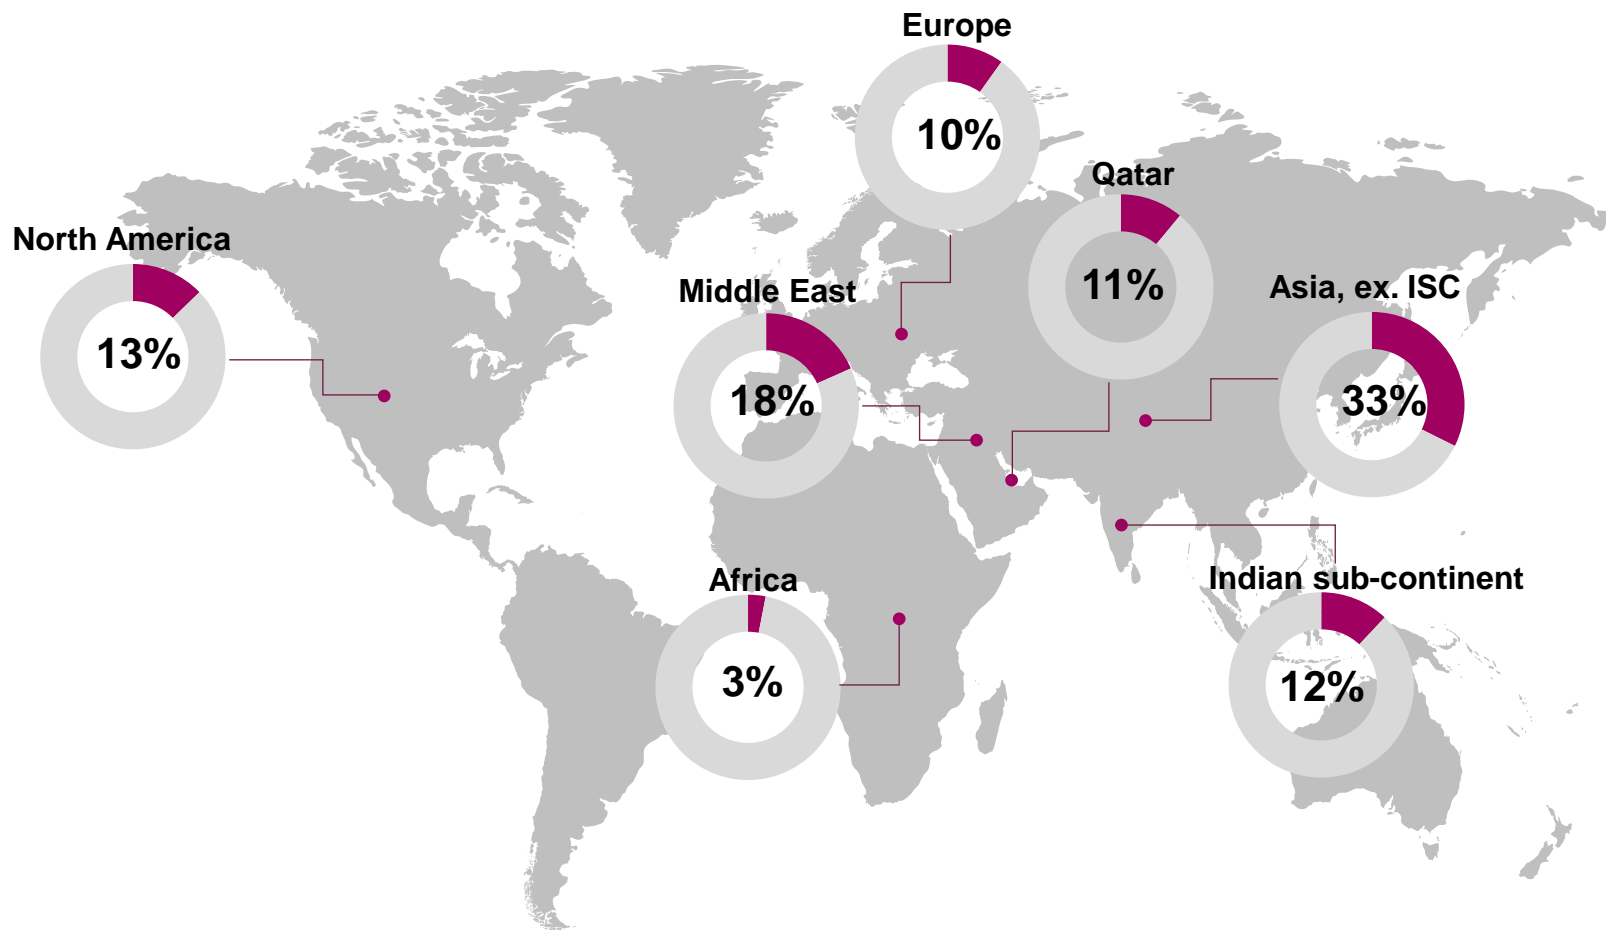 Europe
10%
Qatar
11%
North America
13%
Middle East
18%
Asia, ex. ISC
33%
Africa
3%
Indian sub-continent
12%